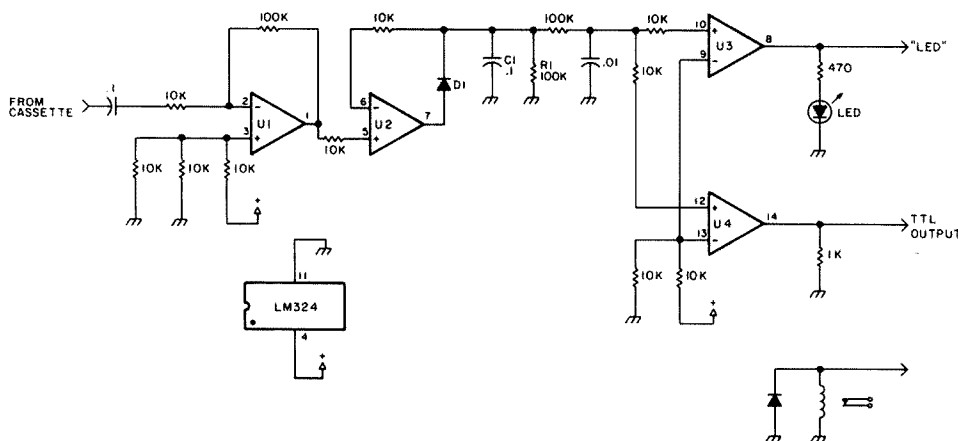 100K
10K
.1
FROM
CASSETTE
10K
2
3
-
+
U1
1
10K
10K
10K
10K
+
6
5
-
+
U2
7
D1
C1
.1
R1
100K
100K
.01
10K
10K
10
9
+
-
U3
8
"LED"
470
LED
12
13
+
-
U4
14
TTL
OUTPUT
1K
10K
10K
+
11
LM324
4
+